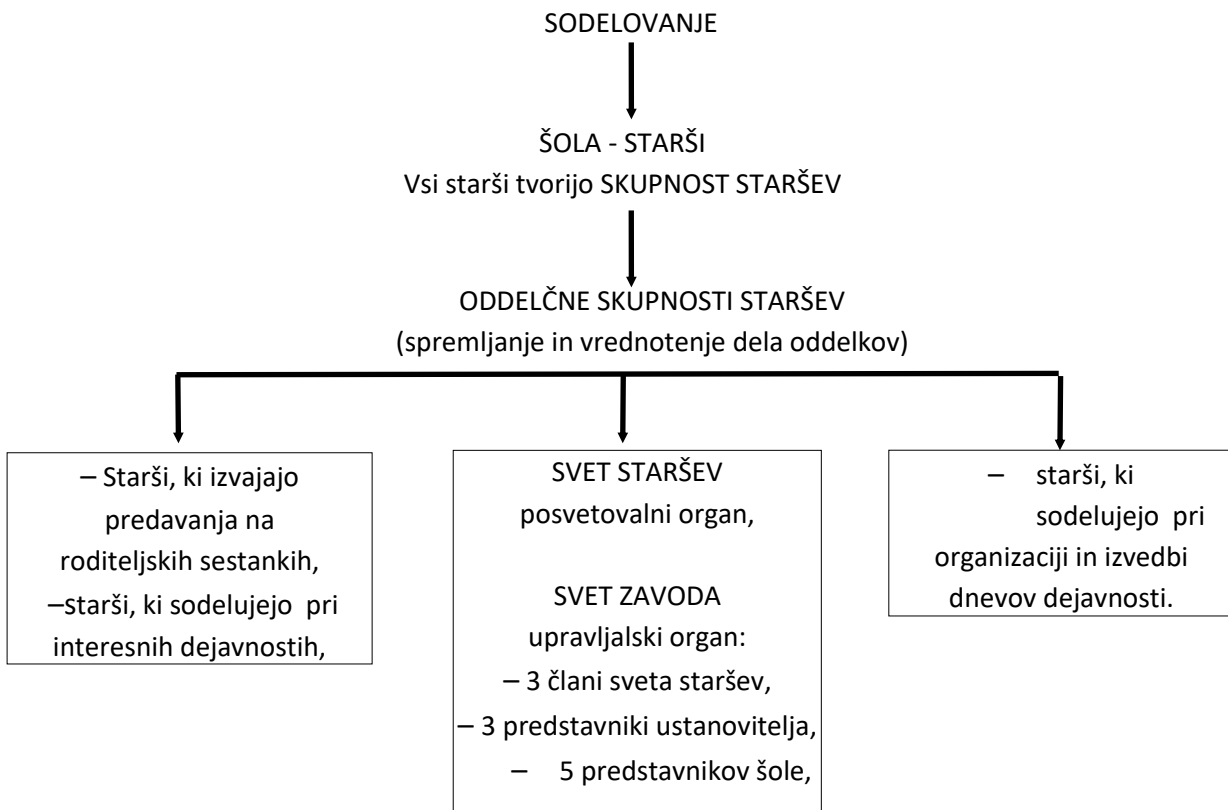 SODELOVANJE
ŠOLA - STARŠI
Vsi starši tvorijo SKUPNOST STARŠEV
ODDELČNE SKUPNOSTI STARŠEV
(spremljanje in vrednotenje dela oddelkov)
– Starši, ki izvajajo
predavanja na
roditeljskih sestankih,
–starši, ki sodelujejo pri
interesnih dejavnostih,
SVET STARŠEV
posvetovalni organ,
SVET ZAVODA
upravljalski organ:
– 3 člani sveta staršev,
– 3 predstavniki ustanovitelja,
– 5 predstavnikov šole,
– starši, ki
sodelujejo pri
organizaciji in izvedbi
dnevov dejavnosti.